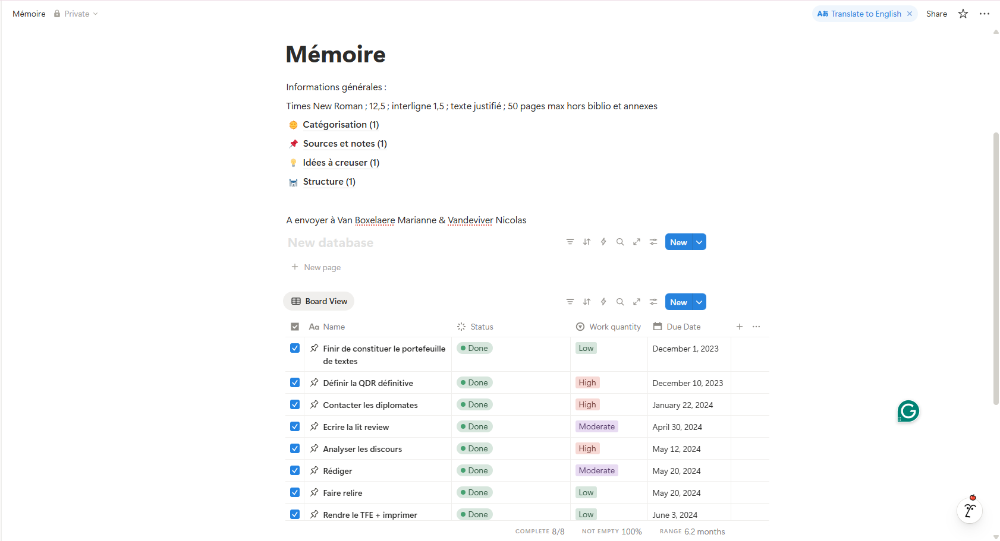 Mémoire Private Translate to English Share
Mémoire
Informations générales :
Times New Roman ; 12,5 ; interligne 1,5 ; texte justifié ; 50 pages max hors biblio et annexes
Catégorisation (1)
Sources et notes (1)
Idées à creuser (1)
Structure (1)
A envoyer à Van Boxelaere Marianne & Vandeviver Nicolas
New database New
New page
Board View New
Aa Name Status Work quantity Due Date
Finir de constituer le portefeuille Done Low December 1, 2023
de textes
Définir la QDR définitive Done High December 10, 2023
Contacter les diplomates Done High January 22, 2024
Ecrire la lit review Done Moderate April 30, 2024
Analyser les discours Done High May 12, 2024
Rédiger Done Moderate May 20, 2024
Faire relire Done Low May 20, 2024
Rendre le TFE + imprimer Done Low June 3, 2024
COMPLETE 8/8 NOT EMPTY 100% RANGE 6.2 months